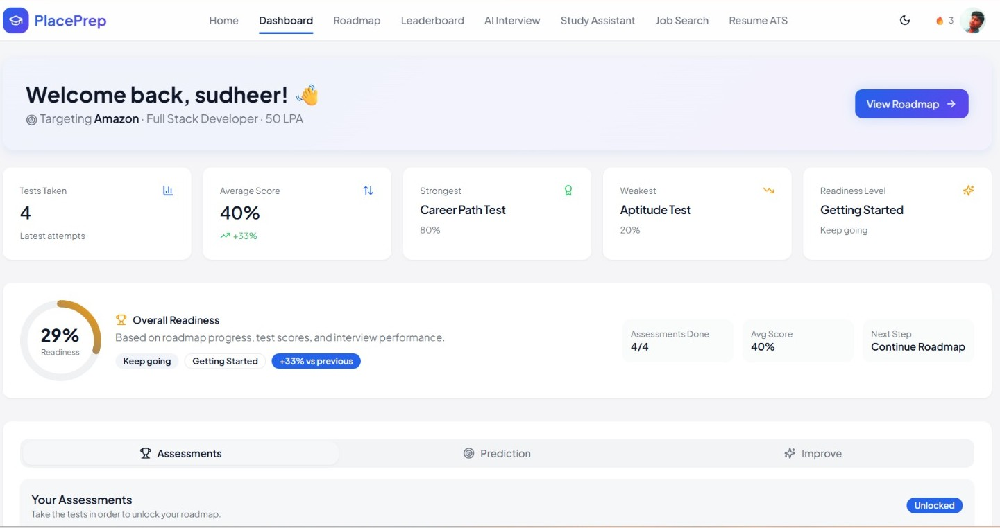 PlacePrep
Home Dashboard Roadmap Leaderboard AI Interview Study Assistant Job Search Resume ATS
3
Welcome back, sudheer! 👋
Targeting Amazon · Full Stack Developer · 50 LPA
View Roadmap →
Tests Taken
4
Latest attempts
Average Score
40%
+33%
Strongest
Career Path Test
80%
Weakest
Aptitude Test
20%
Readiness Level
Getting Started
Keep going
29%
Readiness
Overall Readiness
Based on roadmap progress, test scores, and interview performance.
Keep going Getting Started +33% vs previous
Assessments Done
4/4
Avg Score
40%
Next Step
Continue Roadmap
Assessments Prediction Improve
Your Assessments
Take the tests in order to unlock your roadmap.
Unlocked